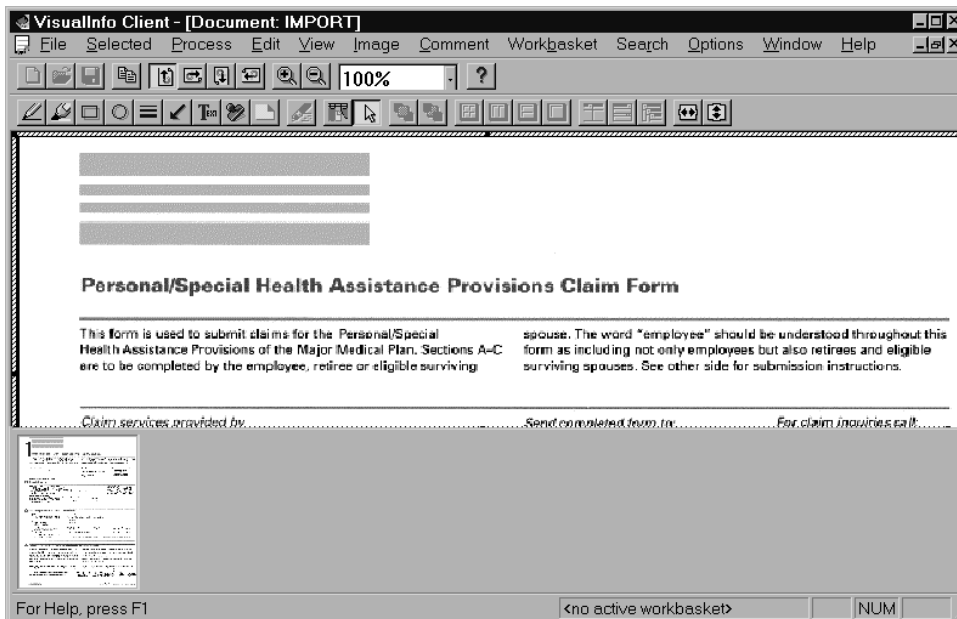 VisualInfo Client - [Document: IMPORT]
File Selected Process Edit View Image Comment Workbasket Search Options Window Help
100% ?
Text
Personal/Special Health Assistance Provisions Claim Form
This form is used to submit claims for the Personal/Special
Health Assistance Provisions of the Major Medical Plan. Sections A–C
are to be completed by the employee, retiree or eligible surviving
spouse. The word "employee" should be understood throughout this
form as including not only employees but also retirees and eligible
surviving spouses. See other side for submission instructions.
Claim services provided by
Send completed form to:
For claim inquiries call:
1
For Help, press F1
<no active workbasket>
NUM